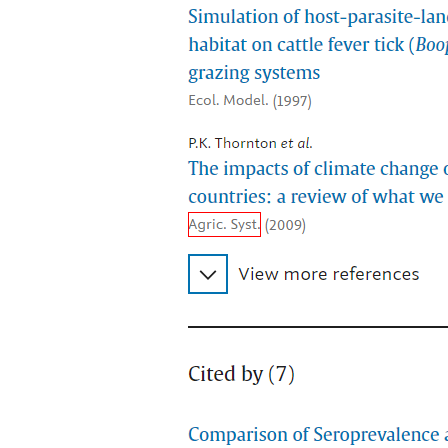 Simulation of host-parasite-lan
habitat on cattle fever tick (Boo
grazing systems
Ecol. Model. (1997)
P.K. Thornton et al.
The impacts of climate change
countries: a review of what we
Agric. Syst. (2009)
View more references
Cited by (7)
Comparison of Seroprevalence